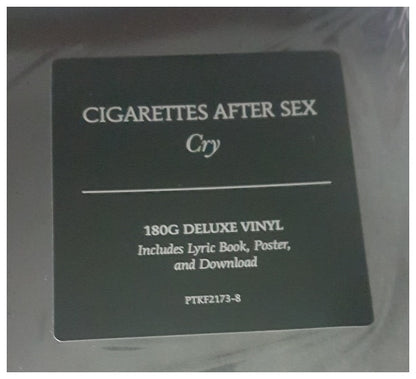 CIGARETTES AFTER SEX
Cry
180G DELUXE VINYL
Includes Lyric Book, Poster,
and Download
PTKF2173-8